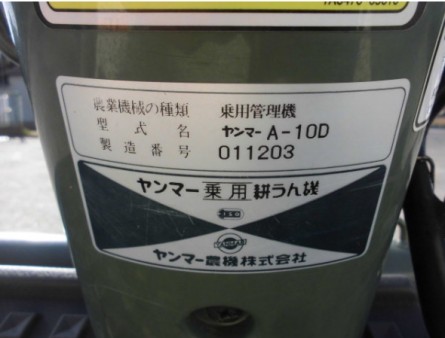 農業機械の種類 乗用管理機
型式名 ヤンマー A-10D
製造番号 011203
ヤンマー乗用耕うん機
ヤンマー農機株式会社